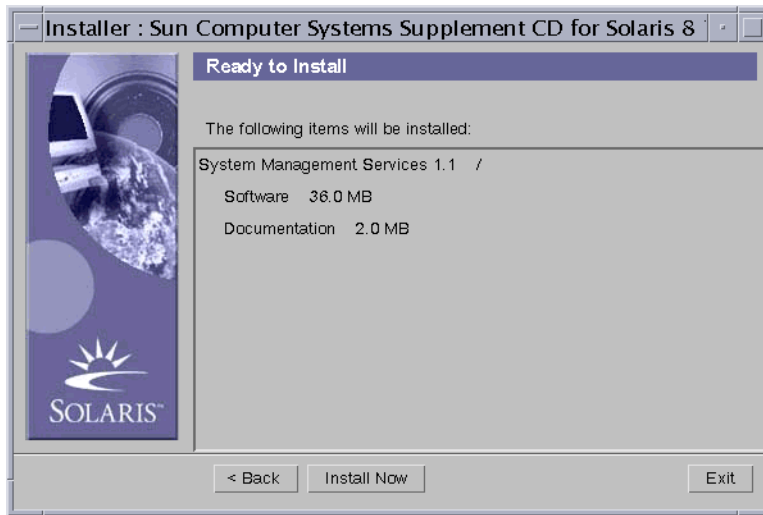 Installer : Sun Computer Systems Supplement CD for Solaris 8
Ready to Install
The following items will be installed:
System Management Services 1.1 /
Software 36.0 MB
Documentation 2.0 MB
SOLARIS™
< Back
Install Now
Exit